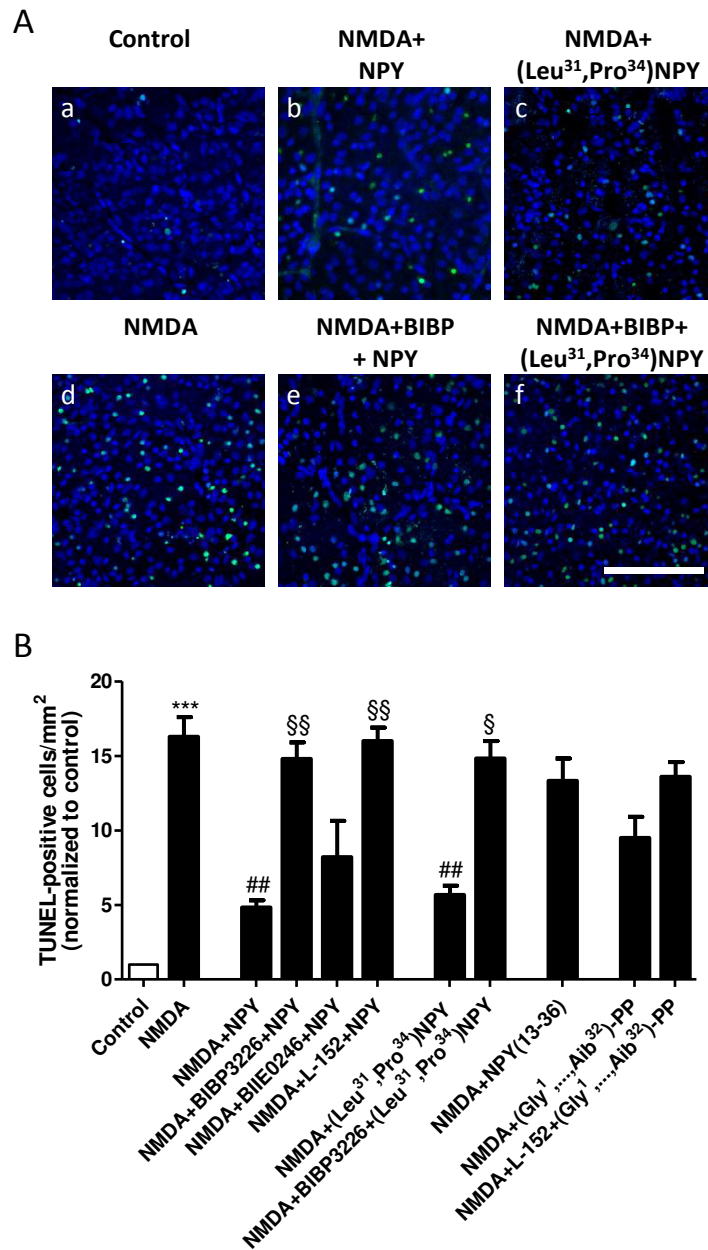 A
Control
NMDA+
NPY
NMDA+
(Leu³¹,Pro³⁴)NPY
a
b
c
NMDA
NMDA+BIBP
+ NPY
NMDA+BIBP+
(Leu³¹,Pro³⁴)NPY
d
e
f
B
TUNEL-positive cells/mm²
(normalized to control)
20
15
10
5
0
***
##
§§
§§
##
§
Control
NMDA
NMDA+NPY
NMDA+BIBP3226+NPY
NMDA+BIIE0246+NPY
NMDA+L-152+NPY
NMDA+(Leu³¹,Pro³⁴)NPY
NMDA+BIBP3226+(Leu³¹,Pro³⁴)NPY
NMDA+NPY(13-36)
NMDA+(Gly¹,...,Aib³²)-PP
NMDA+L-152+(Gly¹,...,Aib³²)-PP